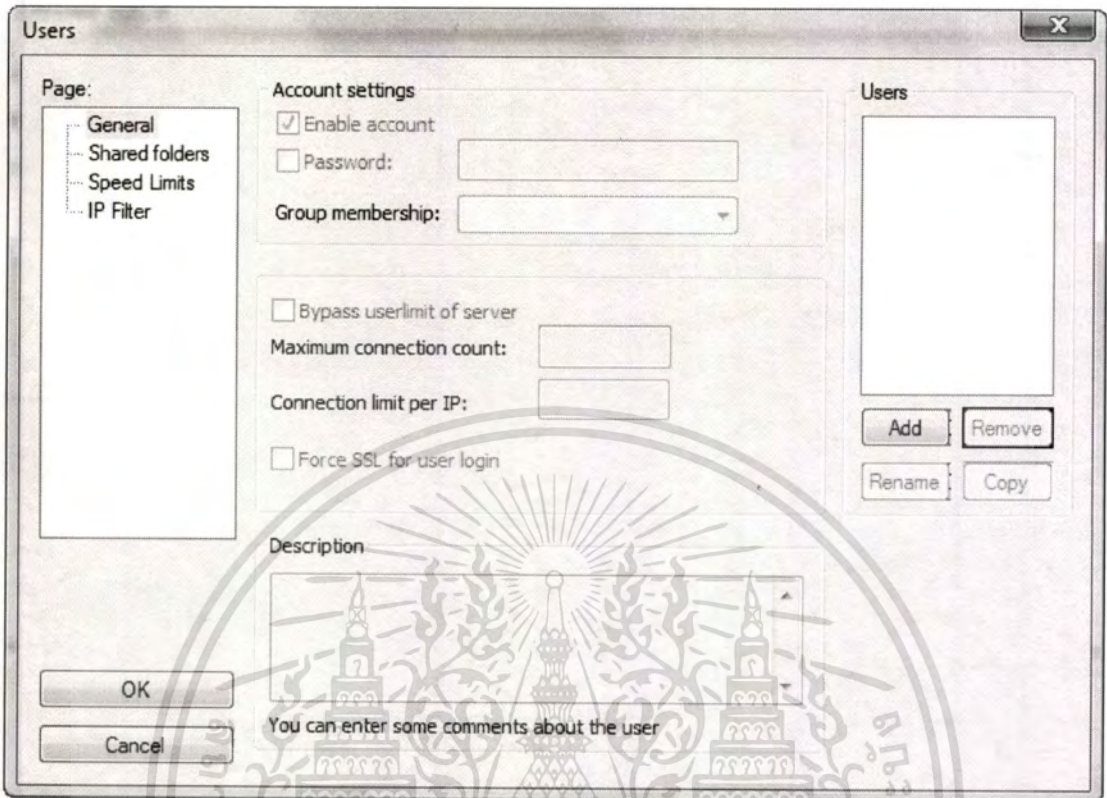 Users
Page:
General
Shared folders
Speed Limits
IP Filter
OK
Cancel
Account settings
Enable account
Password:
Group membership:
Bypass userlimit of server
Maximum connection count:
Connection limit per IP:
Force SSL for user login
Description
You can enter some comments about the user
Users
Add
Remove
Rename
Copy